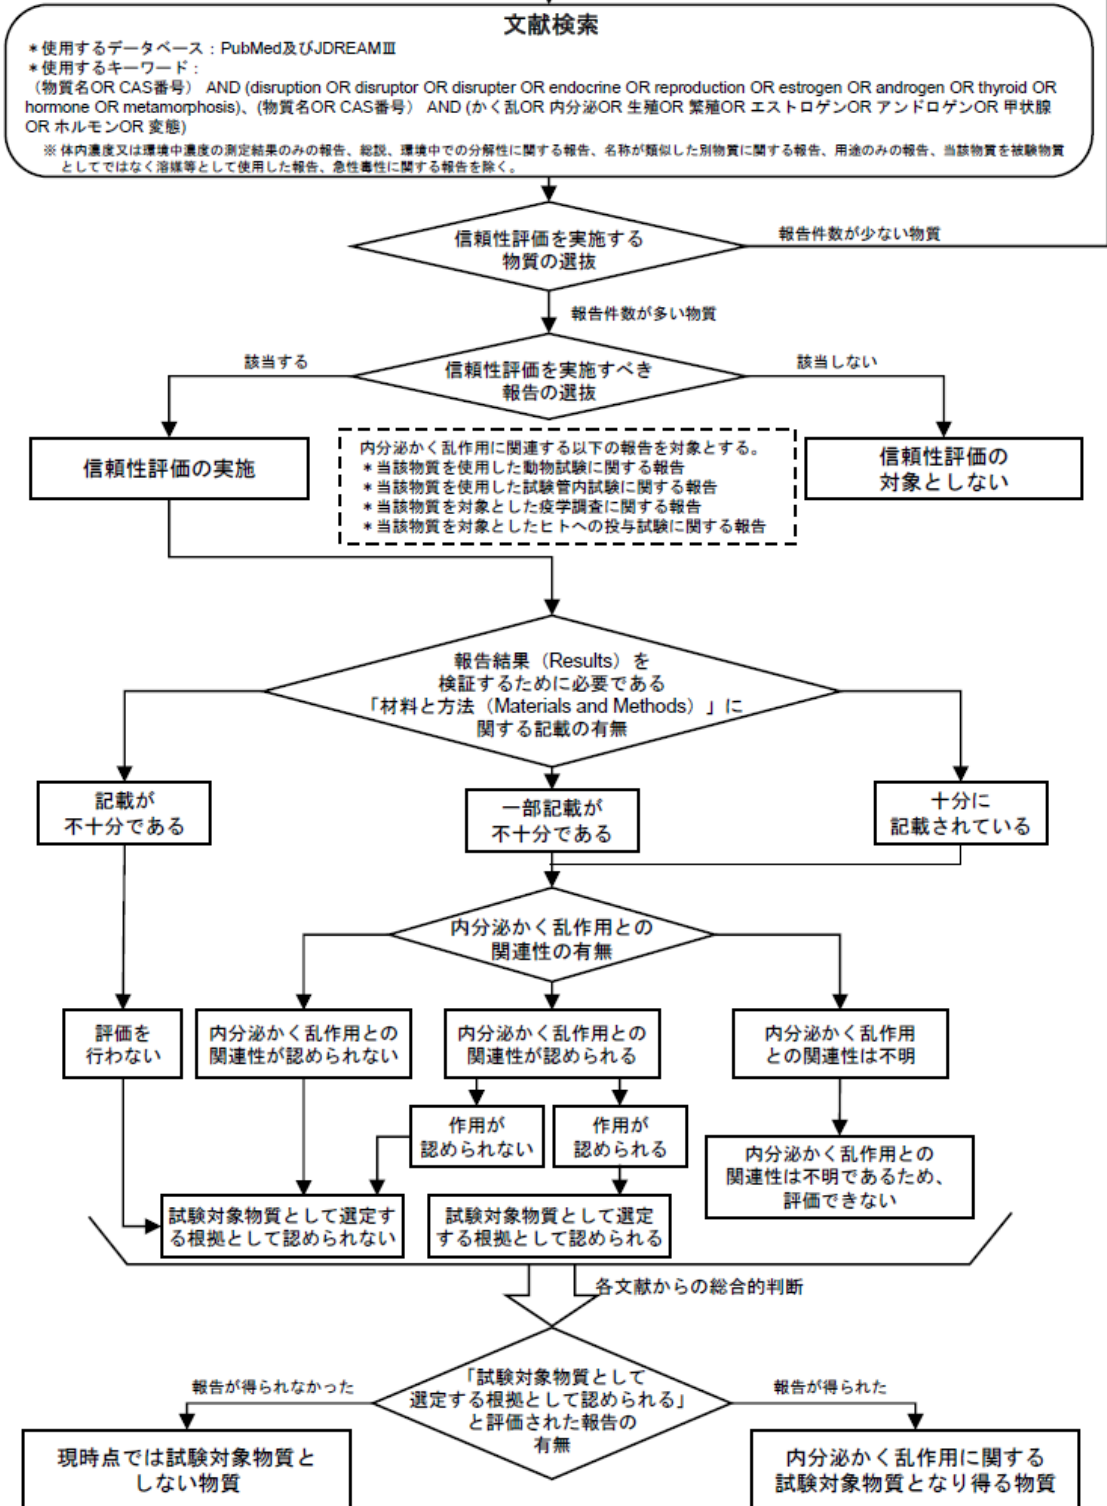 文献検索
＊使用するデータベース：PubMed及びJDREAMⅢ
＊使用するキーワード：
（物質名OR CAS番号） AND (disruption OR disruptor OR disrupter OR endocrine OR reproduction OR estrogen OR androgen OR thyroid OR
hormone OR metamorphosis)、(物質名OR CAS番号） AND (かく乱OR 内分泌OR 生殖OR 繁殖OR エストロゲンOR アンドロゲンOR 甲状腺
OR ホルモンOR 変態)
※ 体内濃度又は環境中濃度の測定結果のみの報告、総説、環境中での分解性に関する報告、名称が類似した別物質に関する報告、用途のみの報告、当該物質を被験物質
としてではなく溶媒等として使用した報告、急性毒性に関する報告を除く。
信頼性評価を実施する
物質の選抜
報告件数が少ない物質
報告件数が多い物質
該当する
信頼性評価を実施すべき
報告の選抜
該当しない
信頼性評価の実施
内分泌かく乱作用に関連する以下の報告を対象とする。
＊当該物質を使用した動物試験に関する報告
＊当該物質を使用した試験管内試験に関する報告
＊当該物質を対象とした疫学調査に関する報告
＊当該物質を対象としたヒトへの投与試験に関する報告
信頼性評価の
対象としない
報告結果（Results）を
検証するために必要である
「材料と方法（Materials and Methods）」に
関する記載の有無
記載が
不十分である
一部記載が
不十分である
十分に
記載されている
内分泌かく乱作用との
関連性の有無
評価を
行わない
内分泌かく乱作用との
関連性が認められない
内分泌かく乱作用との
関連性が認められる
内分泌かく乱作用
との関連性は不明
作用が
認められない
作用が
認められる
内分泌かく乱作用との
関連性は不明であるため、
評価できない
試験対象物質として選定す
る根拠として認められない
試験対象物質として選定
する根拠として認められる
各文献からの総合的判断
「試験対象物質として
選定する根拠として認められる」
と評価された報告の
有無
報告が得られなかった
報告が得られた
現時点では試験対象物質と
しない物質
内分泌かく乱作用に関する
試験対象物質となり得る物質